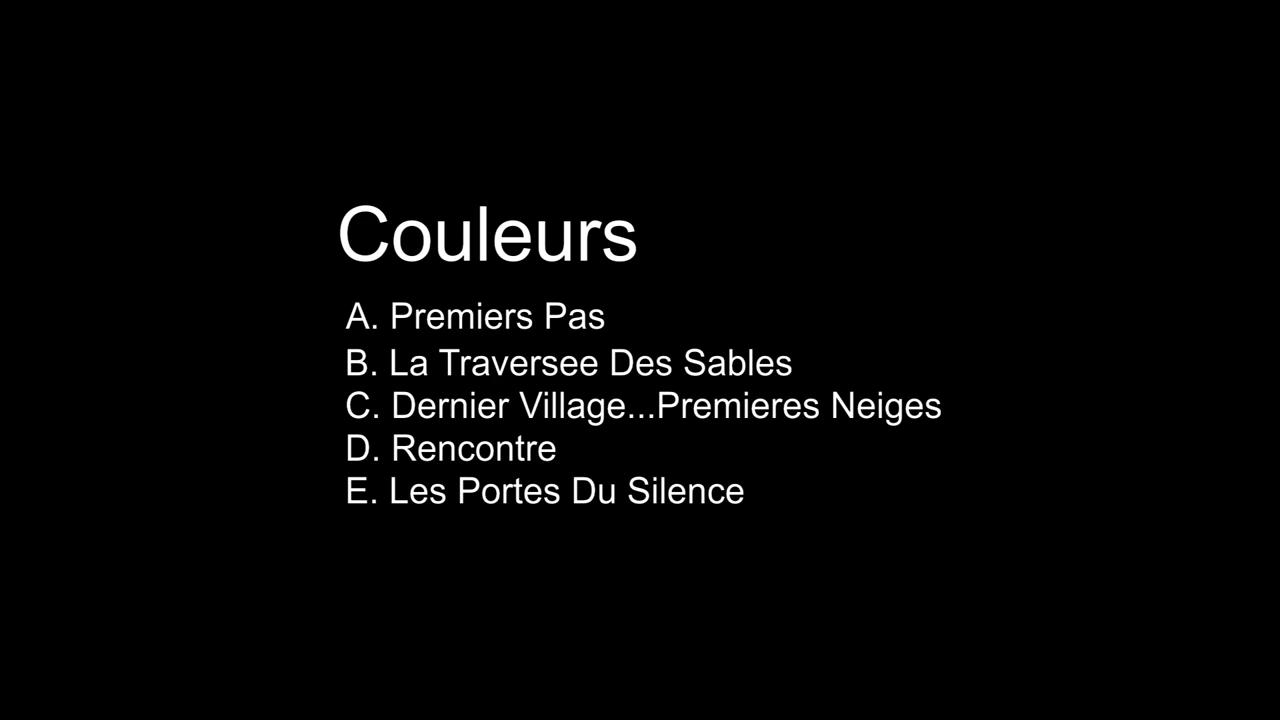 Couleurs
A. Premiers Pas
B. La Traversee Des Sables
C. Dernier Village...Premieres Neiges
D. Rencontre
E. Les Portes Du Silence